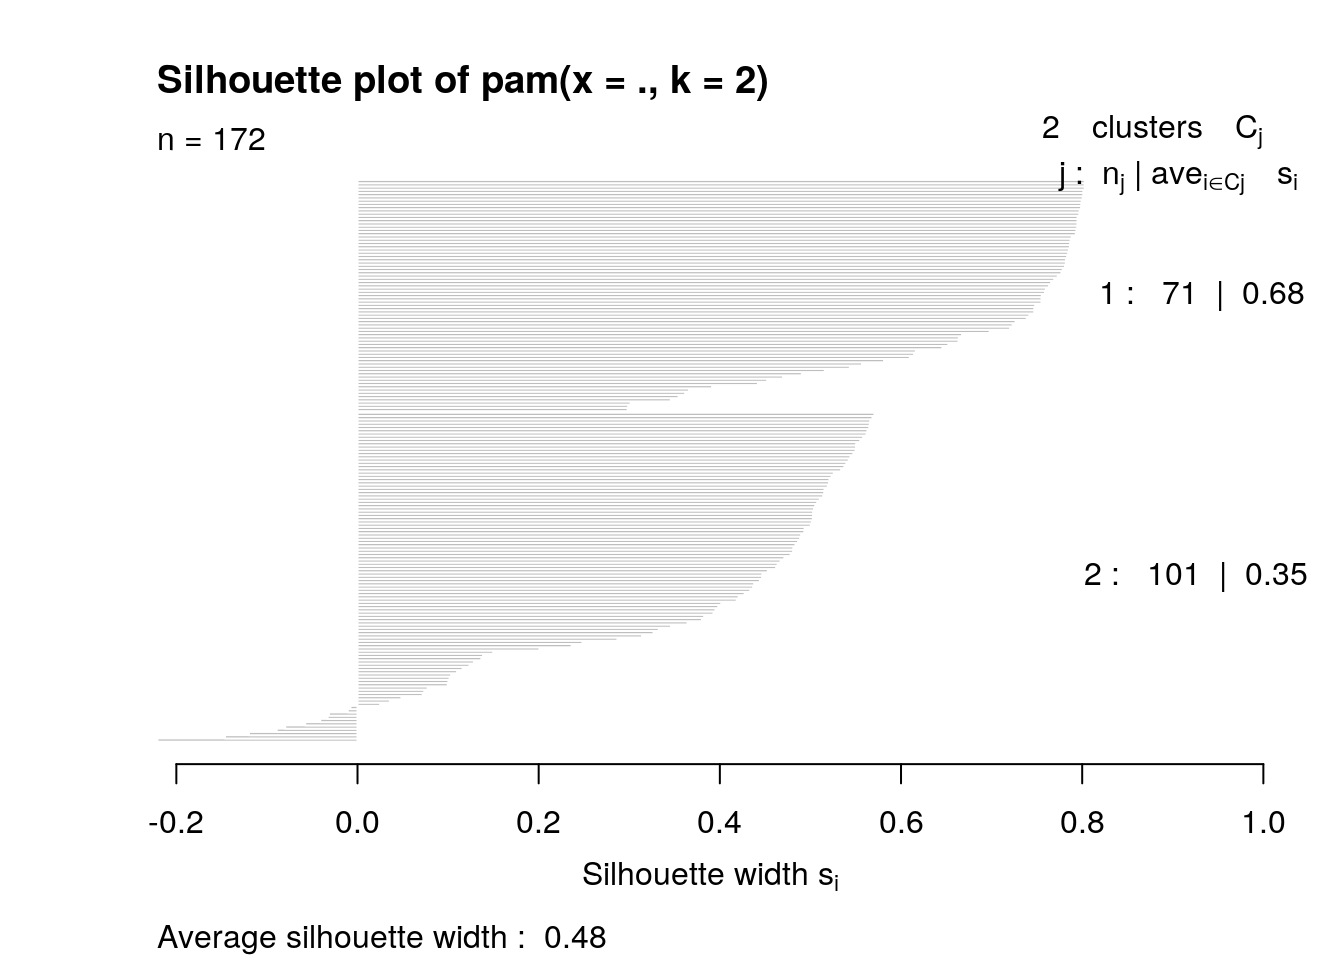 Silhouette plot of pam(x = ., k = 2)
n = 172
2 clusters Cj
j : nj | avei∈Cj si
1 : 71 | 0.68
2 : 101 | 0.35
-0.2 0.0 0.2 0.4 0.6 0.8 1.0
Silhouette width si
Average silhouette width : 0.48